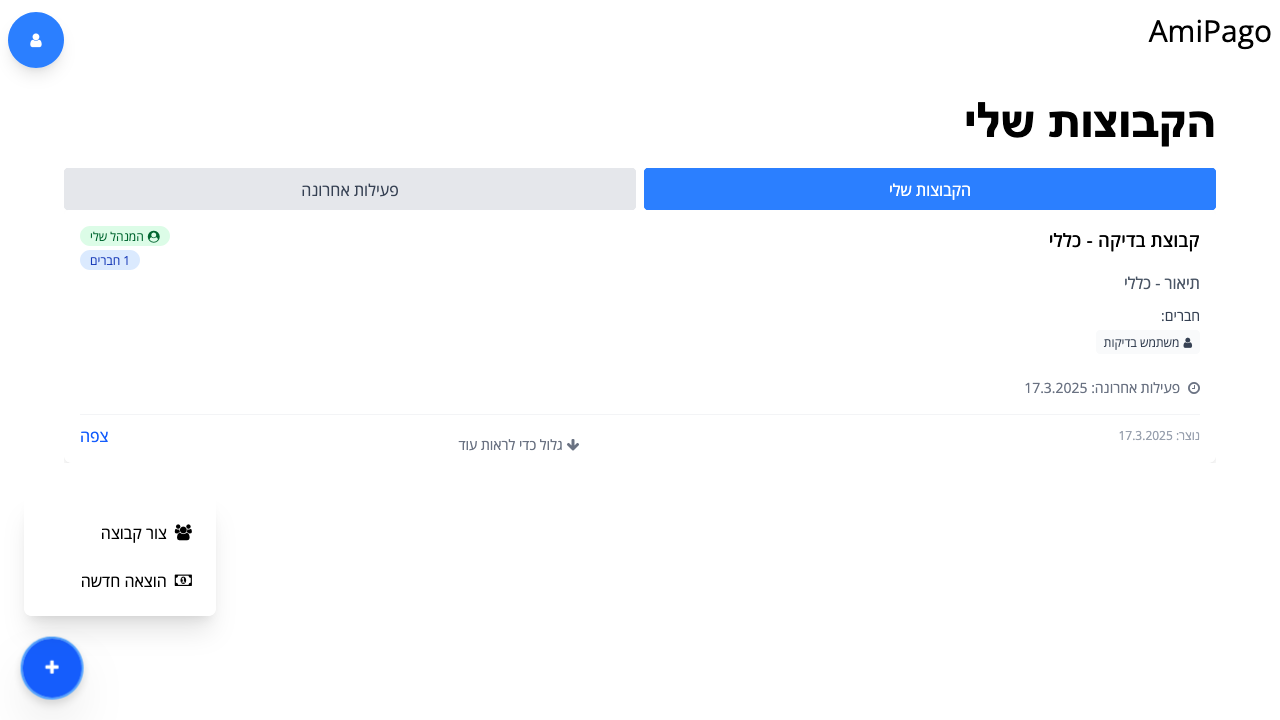 AmiPago
הקבוצות שלי
הקבוצות שלי
פעילות אחרונה
קבוצת בדיקה - כללי
המנהל שלי
1 חברים
תיאור - כללי
חברים:
משתמש בדיקות
פעילות אחרונה: 17.3.2025
נוצר: 17.3.2025
גלול כדי לראות עוד
צפה
צור קבוצה
הוצאה חדשה